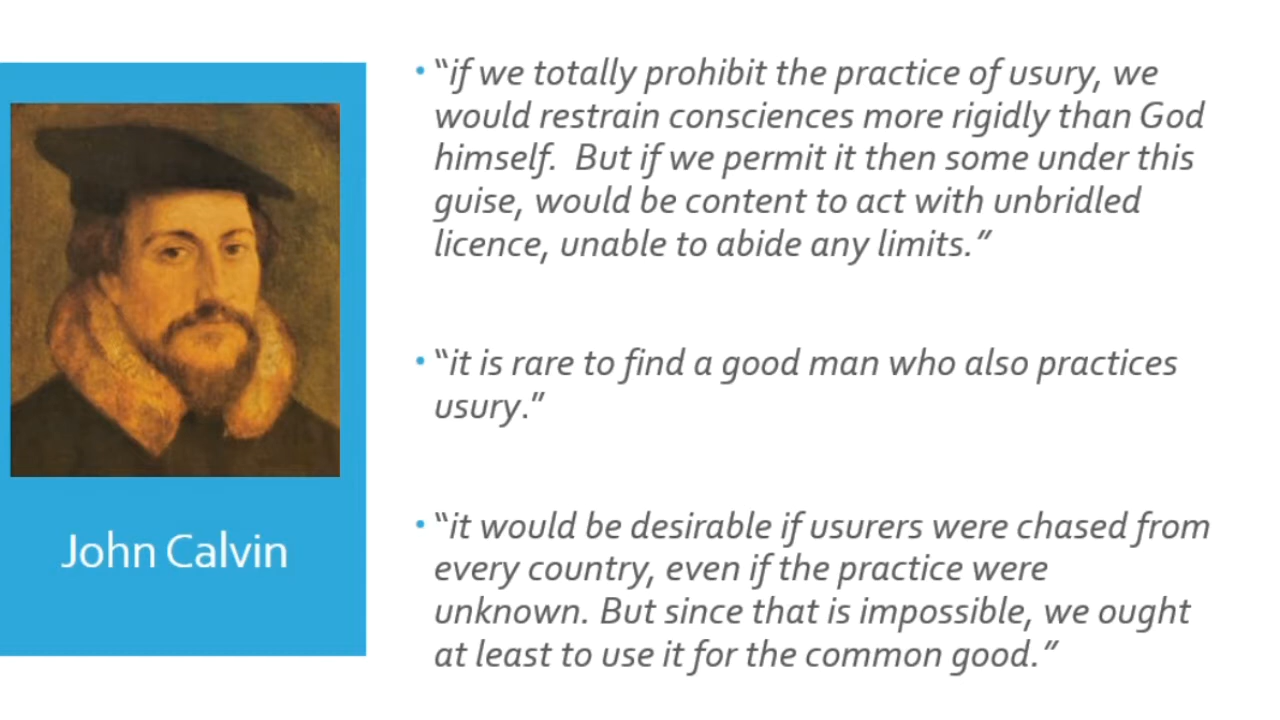 • “if we totally prohibit the practice of usury, we
would restrain consciences more rigidly than God
himself.  But if we permit it then some under this
guise, would be content to act with unbridled
licence, unable to abide any limits.”
• “it is rare to find a good man who also practices
usury.”
• “it would be desirable if usurers were chased from
every country, even if the practice were
unknown. But since that is impossible, we ought
at least to use it for the common good.”
John Calvin